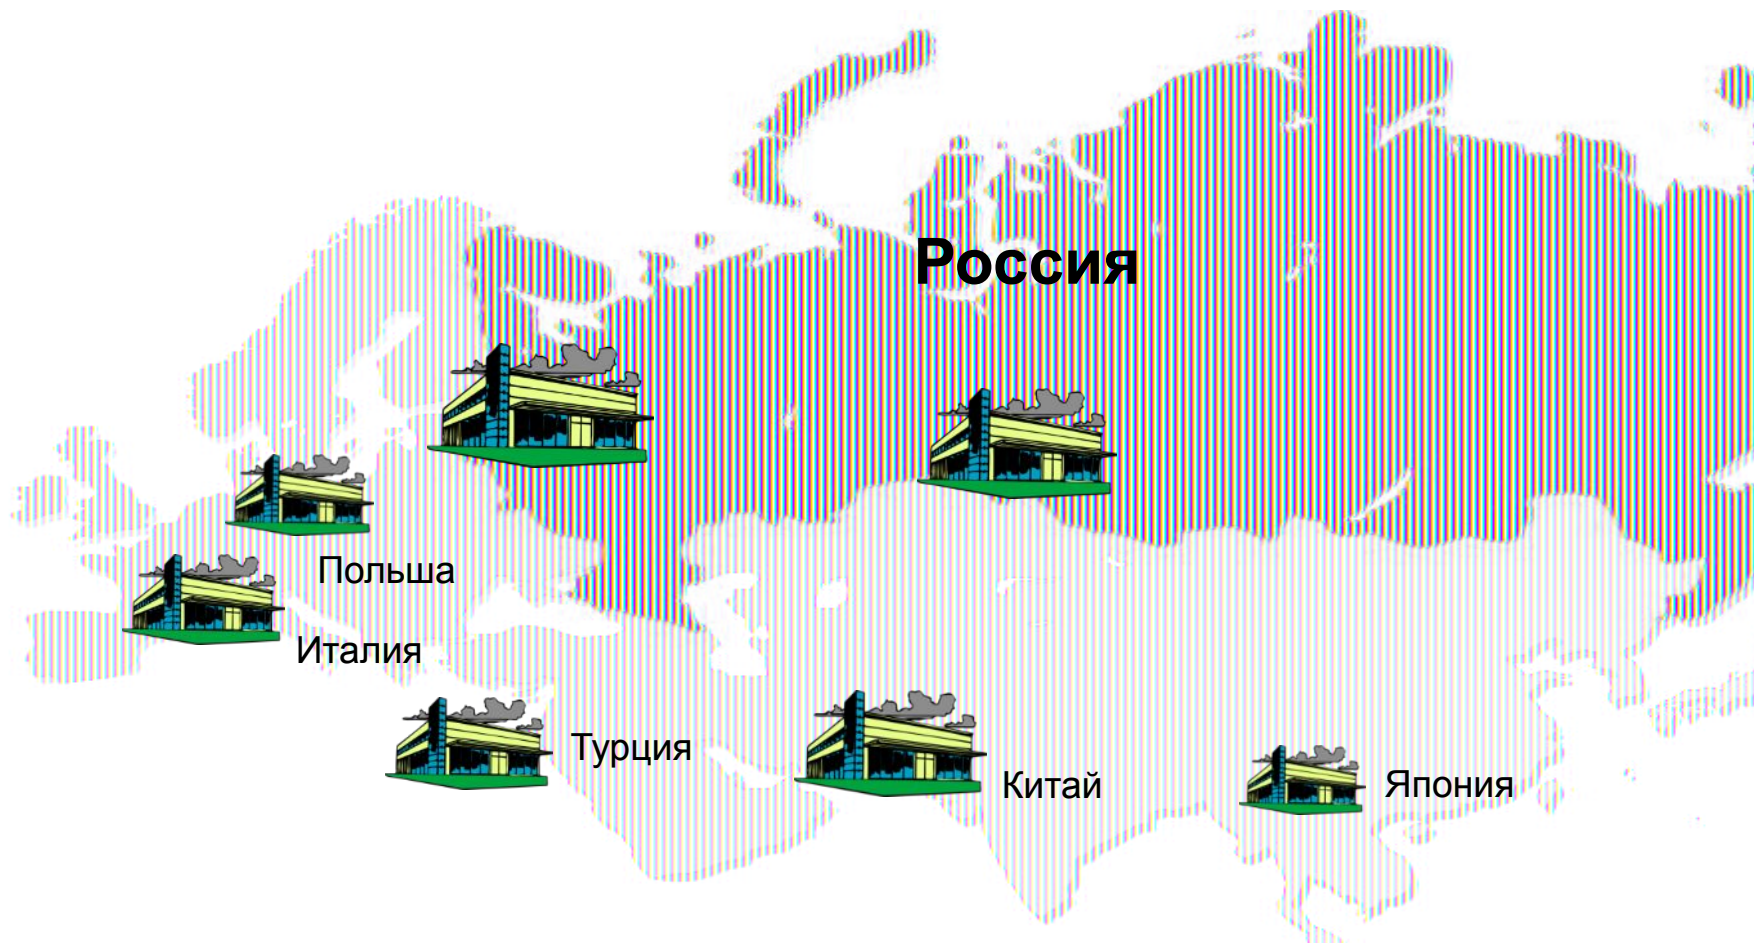 Россия
Польша
Италия
Турция
Китай
Япония